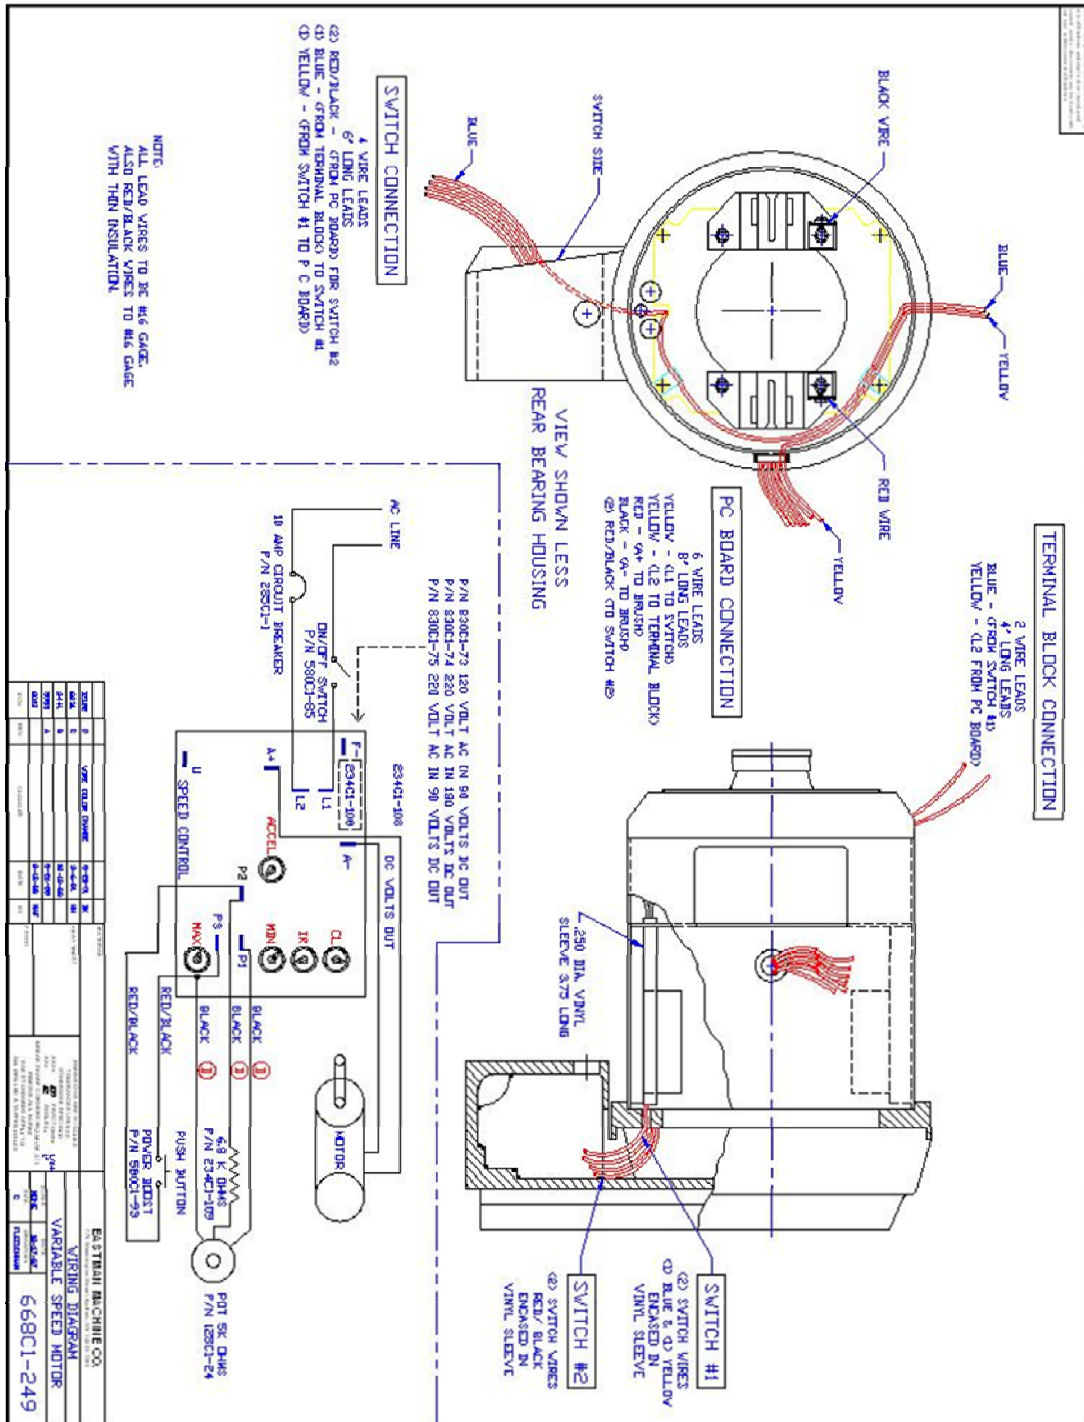 TERMINAL BLOCK CONNECTION
2 WIRE LEADS
4" LONG LEADS
BLUE - (FROM SWITCH #1)
YELLOW - (L2 FROM PC BOARD)
BLACK WIRE
BLUE
YELLOW
RED WIRE
YELLOW
SWITCH SIDE
BLUE
VIEW SHOWN LESS
REAR BEARING HOUSING
PC BOARD CONNECTION
6 WIRE LEADS
8" LONG LEADS
YELLOW - (L1 TO SWITCH)
YELLOW - (L2 TO TERMINAL BLOCK)
RED - (A+ TO BRUSH)
BLACK - (A- TO BRUSH)
(2) RED/BLACK (TO SWITCH #2)
SWITCH CONNECTION
4 WIRE LEADS
6" LONG LEADS
(2) RED/BLACK - (FROM PC BOARD) FOR SWITCH #2
(1) BLUE - (FROM TERMINAL BLOCK) TO SWITCH #1
(1) YELLOW - (FROM SWITCH #1 TO P C BOARD)
NOTE:
ALL LEAD WIRES TO BE #16 GAGE.
ALSO RED/BLACK WIRES TO #16 GAGE
WITH THIN INSULATION.
.250 DIA. VINYL
SLEEVE 3.75 LONG
SWITCH #1
(2) SWITCH WIRES
(1) BLUE & (1) YELLOW
ENCASED IN
VINYL SLEEVE
SWITCH #2
(2) SWITCH WIRES
RED/ BLACK
ENCASED IN
VINYL SLEEVE
P/N 830C1-73 120 VOLT AC IN 90 VOLTS DC OUT
P/N 830C1-74 220 VOLT AC IN 180 VOLTS DC OUT
P/N 830C1-75 220 VOLT AC IN 90 VOLTS DC OUT
AC LINE
ON/OFF SWITCH
P/N 580C1-85
10 AMP CIRCUIT BREAKER
P/N 285C1-1
234C1-108
DC VOLTS OUT
F-
234C1-108
A-
L1
L2
A+
U
SPEED CONTROL
ACCEL
P2
P3
P1
CL
IR
MIN
MAX
BLACK
BLACK
BLACK
D
D
D
RED/BLACK
RED/BLACK
MOTOR
6.8 K OHMS
P/N 234C1-109
PUSH BUTTON
POWER BOOST
P/N 580C1-93
POT 5K OHMS
P/N 128C1-24
WIRE COLOR CHANGE
EASTMAN MACHINE CO.
WIRING DIAGRAM
VARIABLE SPEED MOTOR
668C1-249